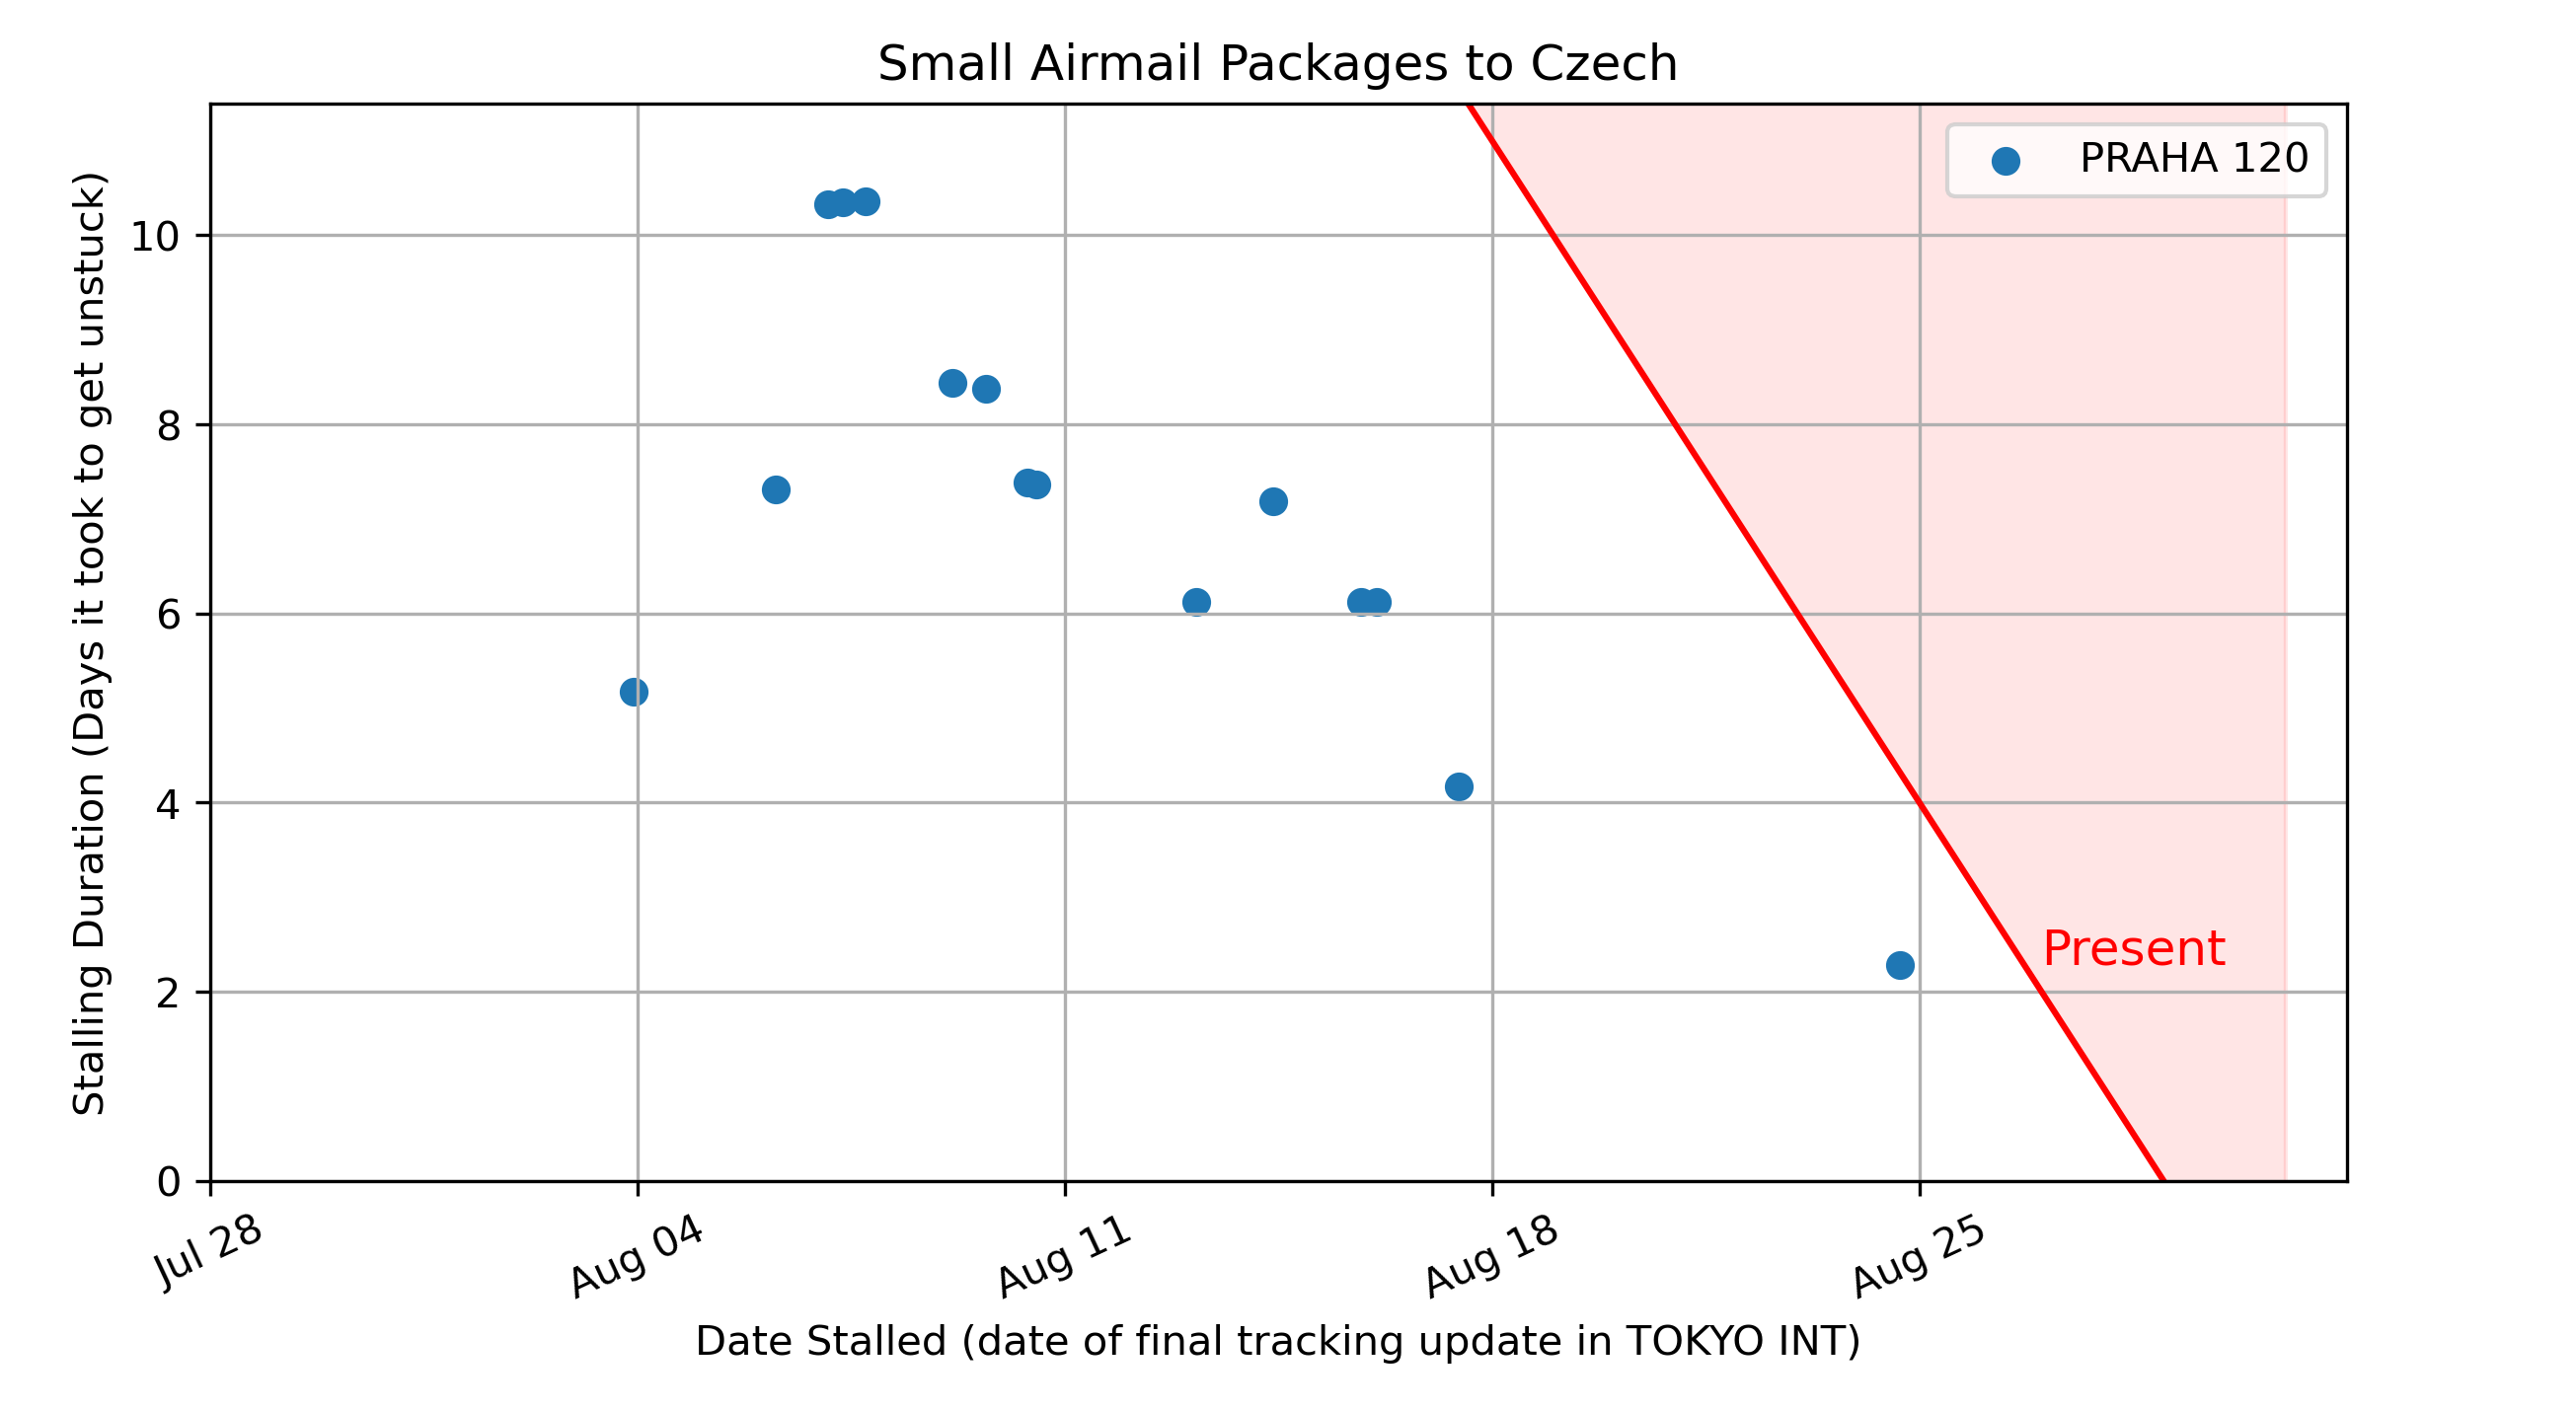 Small Airmail Packages to Czech
PRAHA 120
Stalling Duration (Days it took to get unstuck)
10
8
6
4
2
0
Present
Jul 28
Aug 04
Aug 11
Aug 18
Aug 25
Date Stalled (date of final tracking update in TOKYO INT)